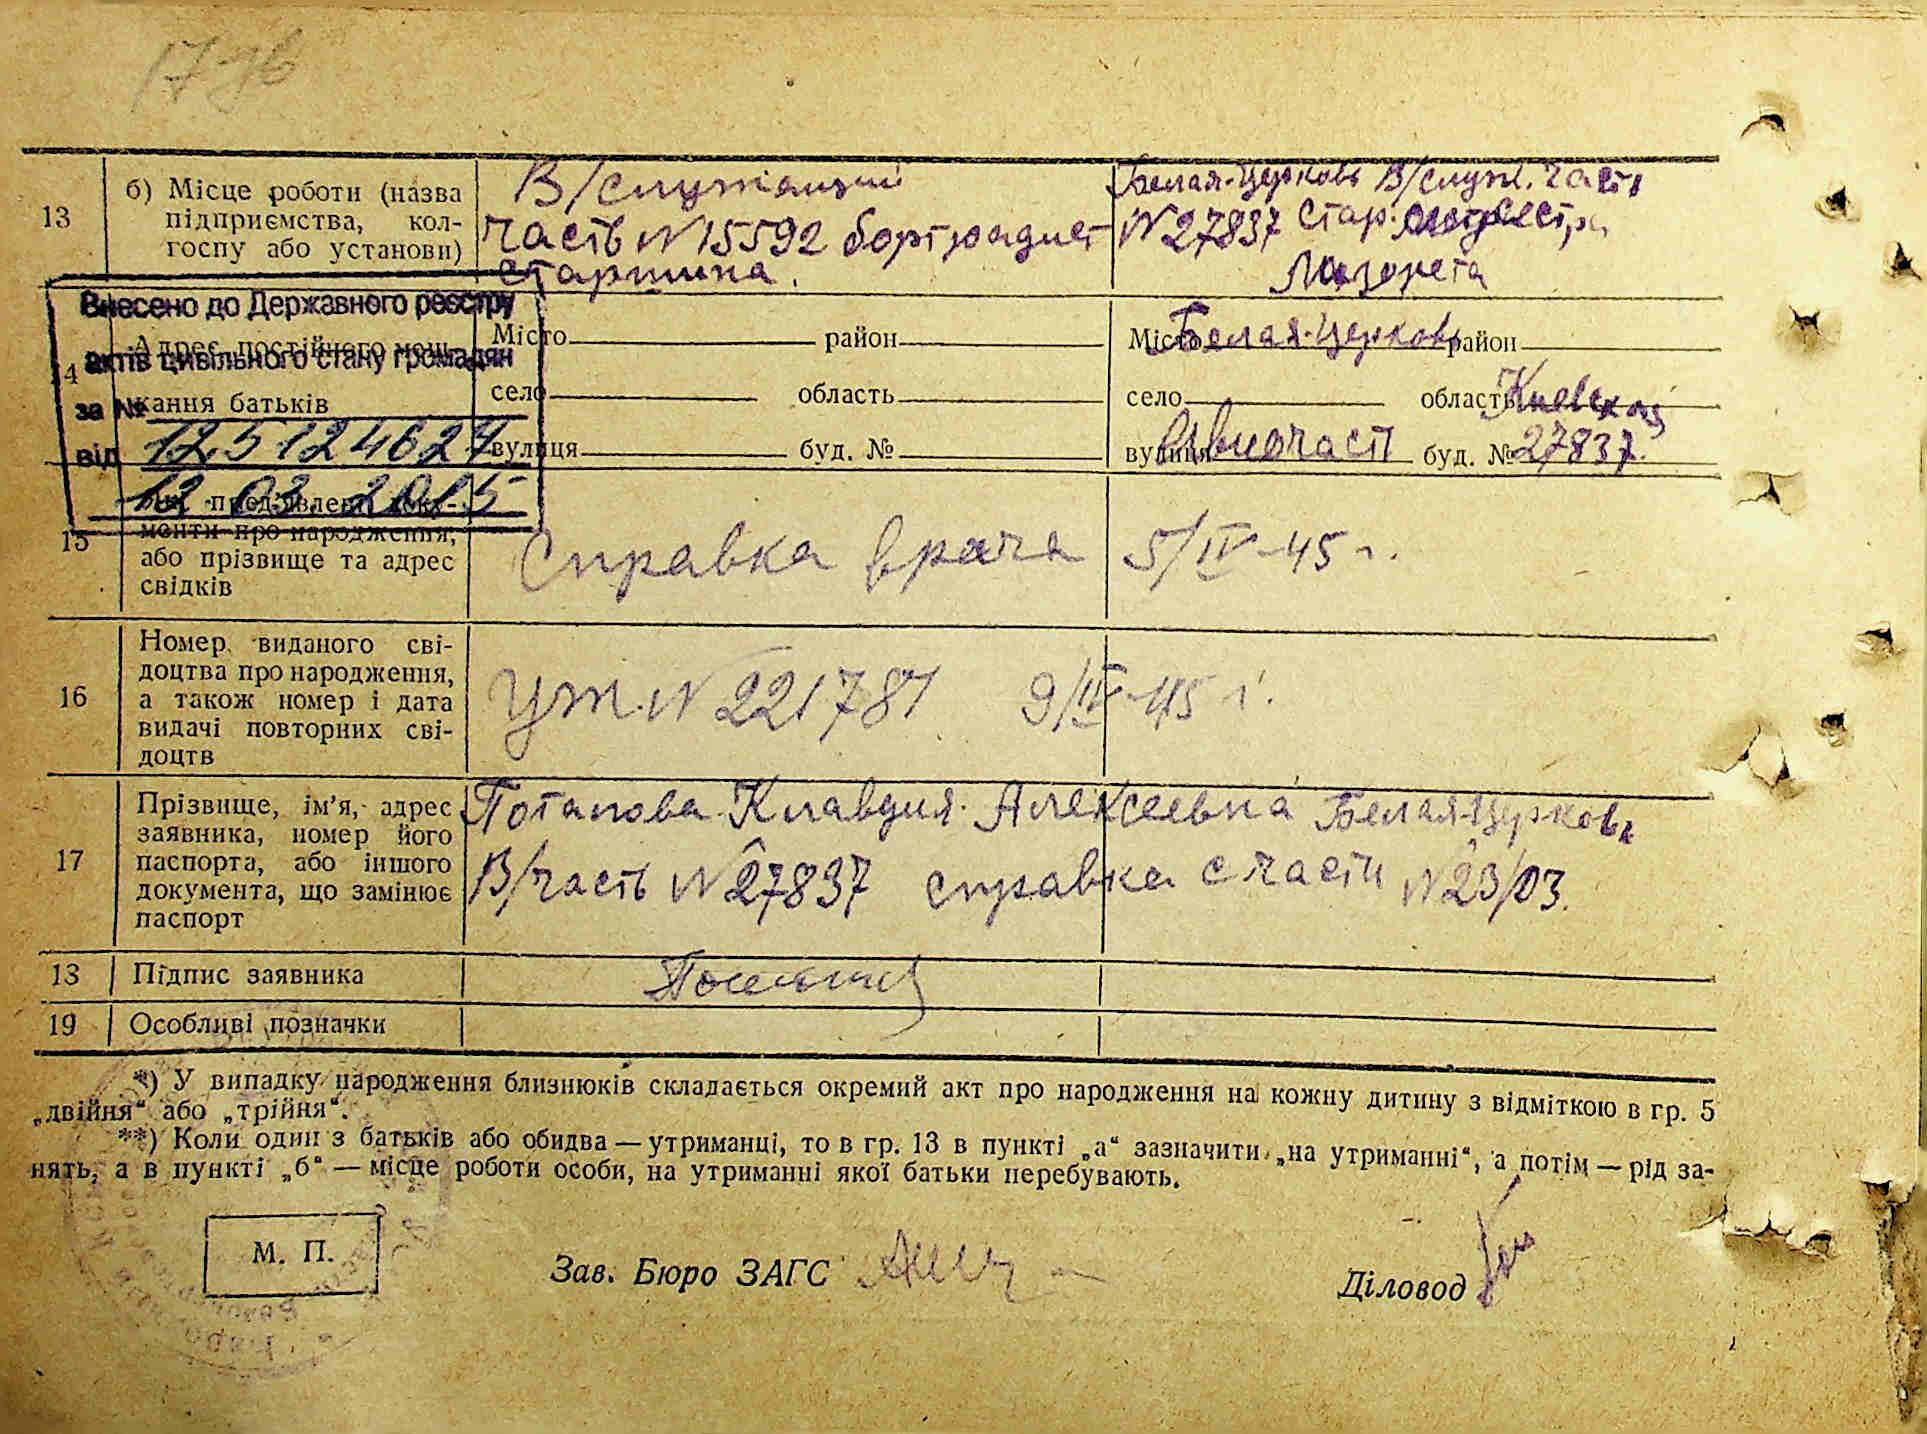 13
б) Місце роботи (назва
підприємства, кол-
госпу або установи)
В/служащий
часть №15592 бортрадист
старшина.
Белая-Церковь В/служ. части
№27837 стар. медсестра
Лазарета
Внесено до Державного реєстру
актів цивільного стану громадян
за №
12512462 7
від
12.03.2015
4
Адрес постійного меш-
кання батьків
Місто район
село область
вулиця буд. №
Місто Белая-Церковь район
село область Киевской
вулиця буд. № 27837.
15
Які пред'явлені доку-
менти про народження,
або прізвище та адрес
свідків
Справка врача 5/IV-45 г.
16
Номер виданого сві-
доцтва про народження,
а також номер і дата
видачі повторних сві-
доцтв
УЖ. №221781 9/IV-45 г.
17
Прізвище, ім'я, адрес
заявника, номер його
паспорта, або іншого
документа, що замінює
паспорт
Потапова Клавдия Алексеевна Белая-Церковь
В/часть №27837 справка с части №23/03.
13 Підпис заявника
19 Особливі позначки
*) У випадку народження близнюків складається окремий акт про народження на кожну дитину з відміткою в гр. 5
„двійня“ або „трійня“.
**) Коли один з батьків або обидва — утриманці, то в гр. 13 в пункті „а“ зазначити „на утриманні“, а потім — рід за-
нять, а в пункті „б“ — місце роботи особи, на утриманні якої батьки перебувають.
М. П.
Зав. Бюро ЗАГС
Діловод